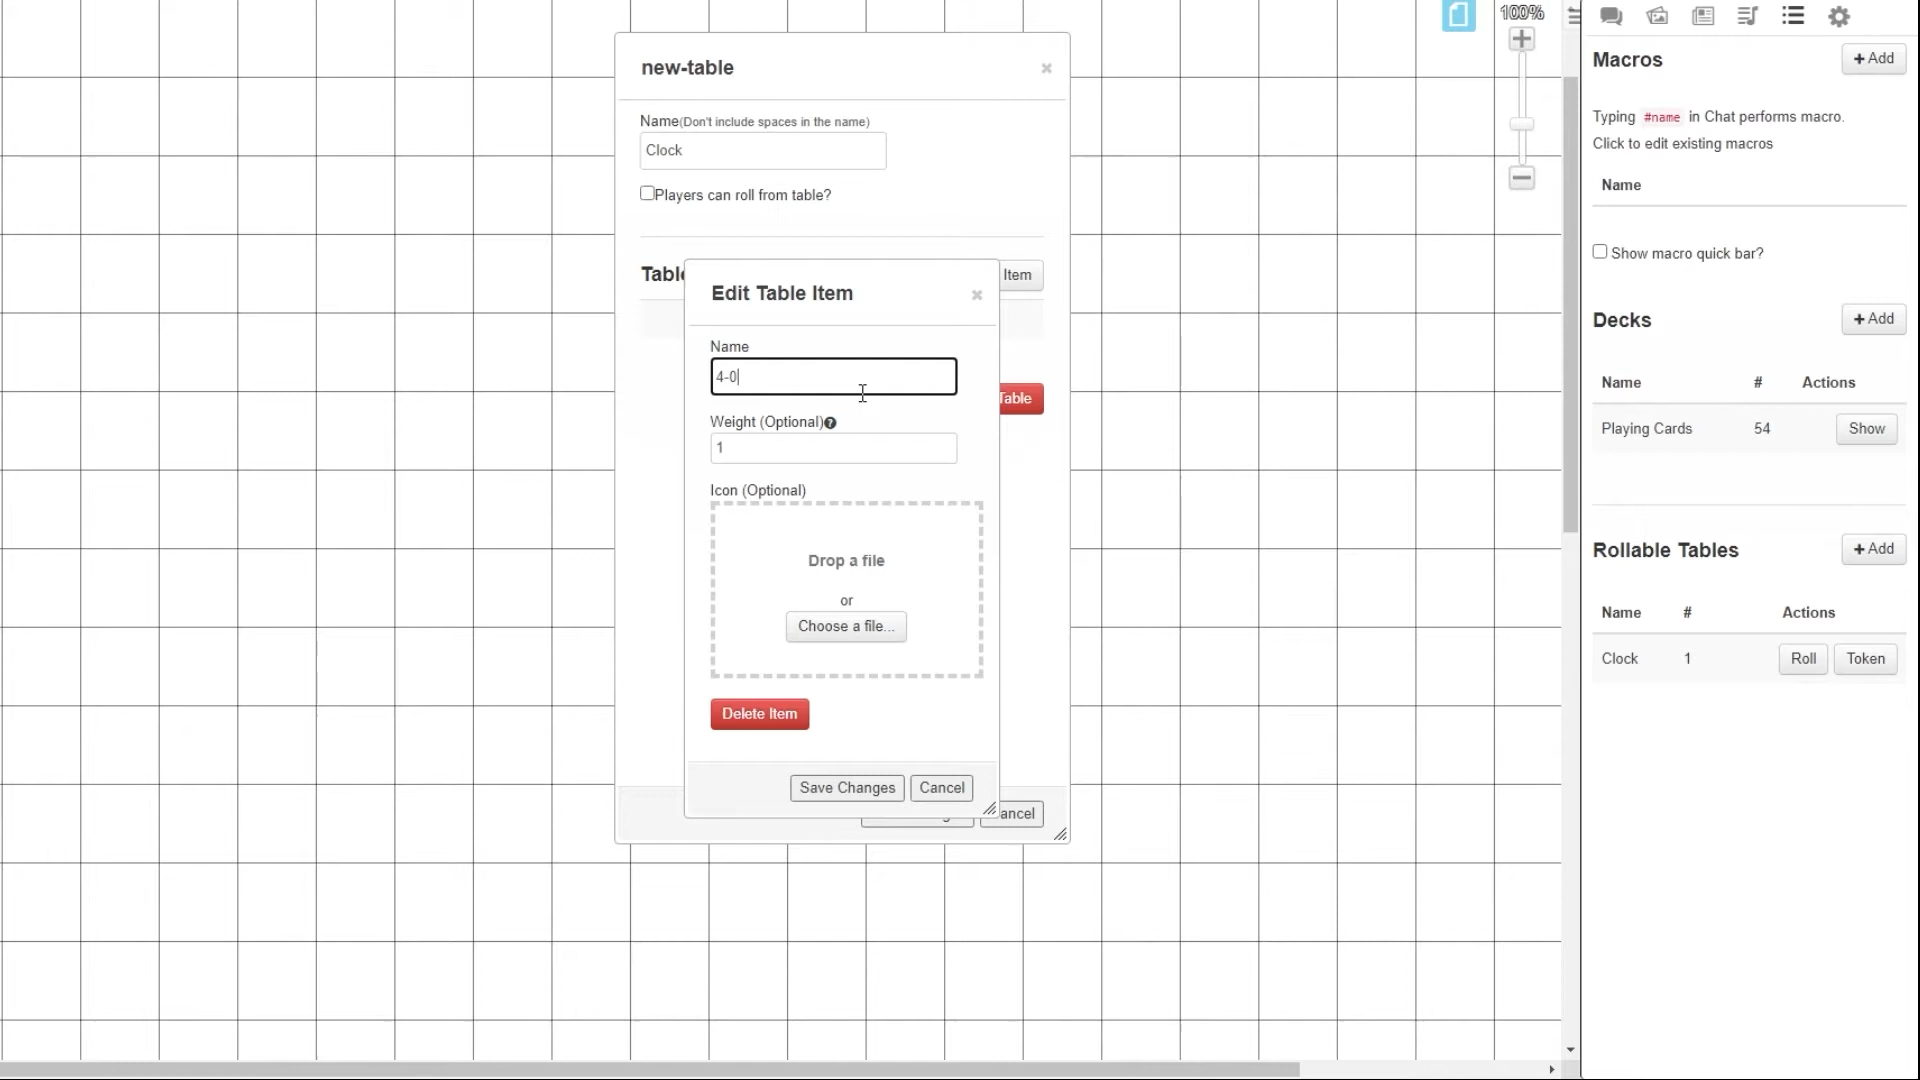 100%
new-table
Name(Don't include spaces in the name)
Clock
Players can roll from table?
Table
Item
Table
Cancel
Edit Table Item
Name
4-0
Weight (Optional)
1
Icon (Optional)
Drop a file
or
Choose a file...
Delete Item
Save Changes Cancel
Macros
+ Add
Typing #name in Chat performs macro.
Click to edit existing macros
Name
Show macro quick bar?
Decks
+ Add
Name # Actions
Playing Cards 54 Show
Rollable Tables
+ Add
Name # Actions
Clock 1 Roll Token